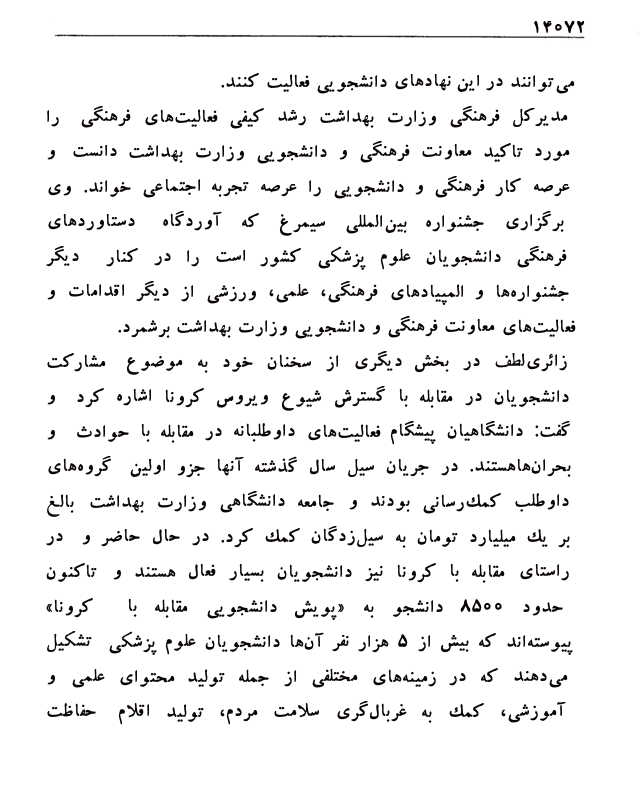 ۱۴۰۷۲
می‌توانند در این نهادهای دانشجویی فعالیت کنند.
مدیرکل فرهنگی وزارت بهداشت رشد کیفی فعالیت‌های فرهنگی را
مورد تاکید معاونت فرهنگی و دانشجویی وزارت بهداشت دانست و
عرصه کار فرهنگی و دانشجویی را عرصه تجربه اجتماعی خواند. وی
برگزاری جشنواره بین‌المللی سیمرغ که آوردگاه دستاوردهای
فرهنگی دانشجویان علوم پزشکی کشور است را در کنار دیگر
جشنواره‌ها و المپیادهای فرهنگی، علمی، ورزشی از دیگر اقدامات و
فعالیت‌های معاونت فرهنگی و دانشجویی وزارت بهداشت برشمرد.
زائری‌لطف در بخش دیگری از سخنان خود به موضوع مشارکت
دانشجویان در مقابله با گسترش شیوع ویروس کرونا اشاره کرد و
گفت: دانشگاهیان پیشگام فعالیت‌های داوطلبانه در مقابله با حوادث و
بحران‌هاهستند. در جریان سیل سال گذشته آنها جزو اولین گروه‌های
داوطلب کمك‌رسانی بودند و جامعه دانشگاهی وزارت بهداشت بالغ
بر یك میلیارد تومان به سیل‌زدگان کمك کرد. در حال حاضر و در
راستای مقابله با کرونا نیز دانشجویان بسیار فعال هستند و تاکنون
حدود ۸۵۰۰ دانشجو به «پویش دانشجویی مقابله با کرونا»
پیوسته‌اند که بیش از ۵ هزار نفر آن‌ها دانشجویان علوم پزشکی تشکیل
می‌دهند که در زمینه‌های مختلفی از جمله تولید محتوای علمی و
آموزشی، کمك به غربال‌گری سلامت مردم، تولید اقلام حفاظت